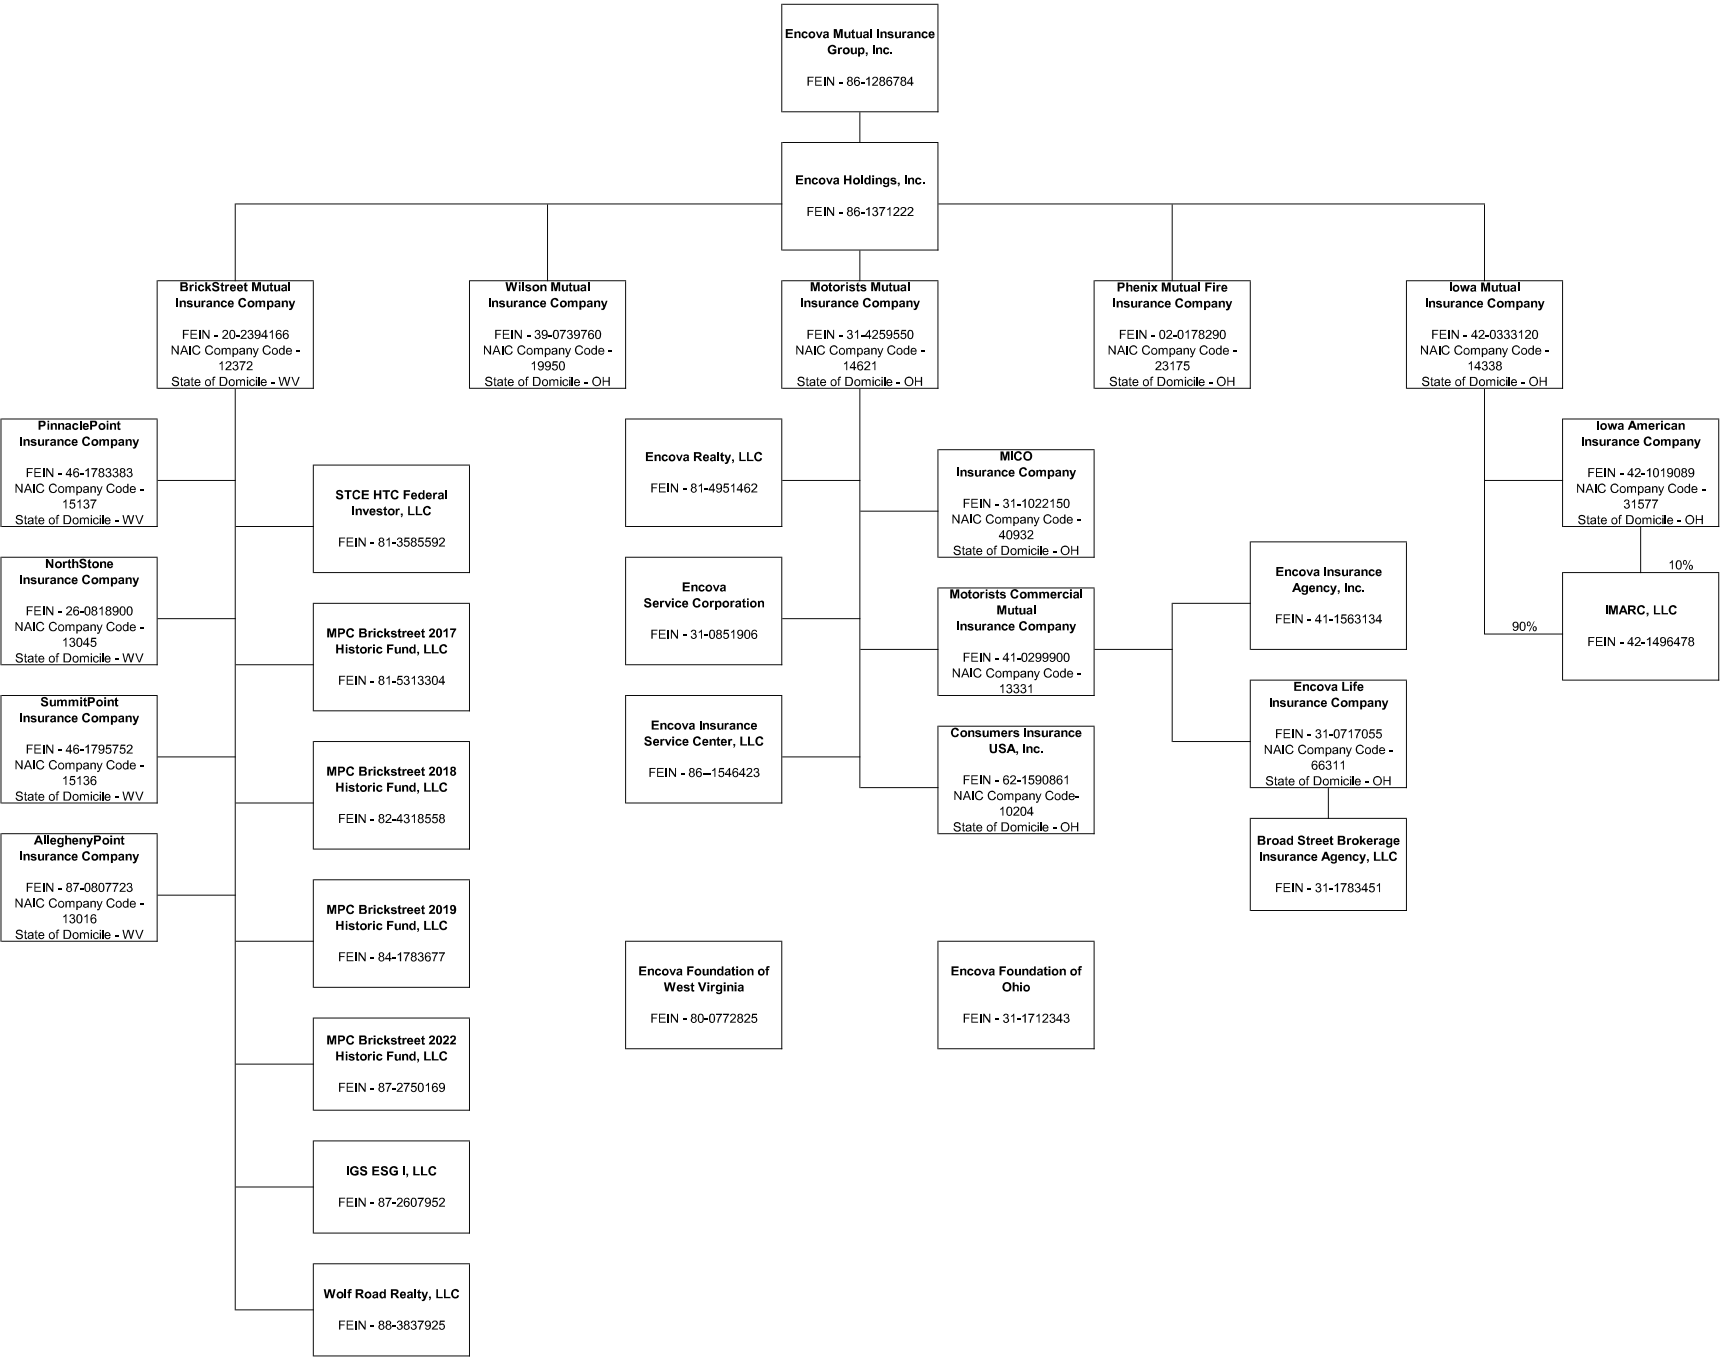 Encova Mutual Insurance
Group, Inc.
FEIN - 86-1286784
Encova Holdings, Inc.
FEIN - 86-1371222
BrickStreet Mutual
Insurance Company
FEIN - 20-2394166
NAIC Company Code -
12372
State of Domicile - WV
Wilson Mutual
Insurance Company
FEIN - 39-0739760
NAIC Company Code -
19950
State of Domicile - OH
Motorists Mutual
Insurance Company
FEIN - 31-4259550
NAIC Company Code -
14621
State of Domicile - OH
Phenix Mutual Fire
Insurance Company
FEIN - 02-0178290
NAIC Company Code -
23175
State of Domicile - OH
Iowa Mutual
Insurance Company
FEIN - 42-0333120
NAIC Company Code -
14338
State of Domicile - OH
PinnaclePoint
Insurance Company
FEIN - 46-1783383
NAIC Company Code -
15137
State of Domicile - WV
NorthStone
Insurance Company
FEIN - 26-0818900
NAIC Company Code -
13045
State of Domicile - WV
SummitPoint
Insurance Company
FEIN - 46-1795752
NAIC Company Code -
15136
State of Domicile - WV
AlleghenyPoint
Insurance Company
FEIN - 87-0807723
NAIC Company Code -
13016
State of Domicile - WV
STCE HTC Federal
Investor, LLC
FEIN - 81-3585592
MPC Brickstreet 2017
Historic Fund, LLC
FEIN - 81-5313304
MPC Brickstreet 2018
Historic Fund, LLC
FEIN - 82-4318558
MPC Brickstreet 2019
Historic Fund, LLC
FEIN - 84-1783677
MPC Brickstreet 2022
Historic Fund, LLC
FEIN - 87-2750169
IGS ESG I, LLC
FEIN - 87-2607952
Wolf Road Realty, LLC
FEIN - 88-3837925
Encova Realty, LLC
FEIN - 81-4951462
Encova
Service Corporation
FEIN - 31-0851906
Encova Insurance
Service Center, LLC
FEIN - 86--1546423
MICO
Insurance Company
FEIN - 31-1022150
NAIC Company Code -
40932
State of Domicile - OH
Motorists Commercial
Mutual
Insurance Company
FEIN - 41-0299900
NAIC Company Code -
13331
Consumers Insurance
USA, Inc.
FEIN - 62-1590861
NAIC Company Code-
10204
State of Domicile - OH
Encova Insurance
Agency, Inc.
FEIN - 41-1563134
Encova Life
Insurance Company
FEIN - 31-0717055
NAIC Company Code -
66311
State of Domicile - OH
Broad Street Brokerage
Insurance Agency, LLC
FEIN - 31-1783451
Iowa American
Insurance Company
FEIN - 42-1019089
NAIC Company Code -
31577
State of Domicile - OH
10%
90%
IMARC, LLC
FEIN - 42-1496478
Encova Foundation of
West Virginia
FEIN - 80-0772825
Encova Foundation of
Ohio
FEIN - 31-1712343